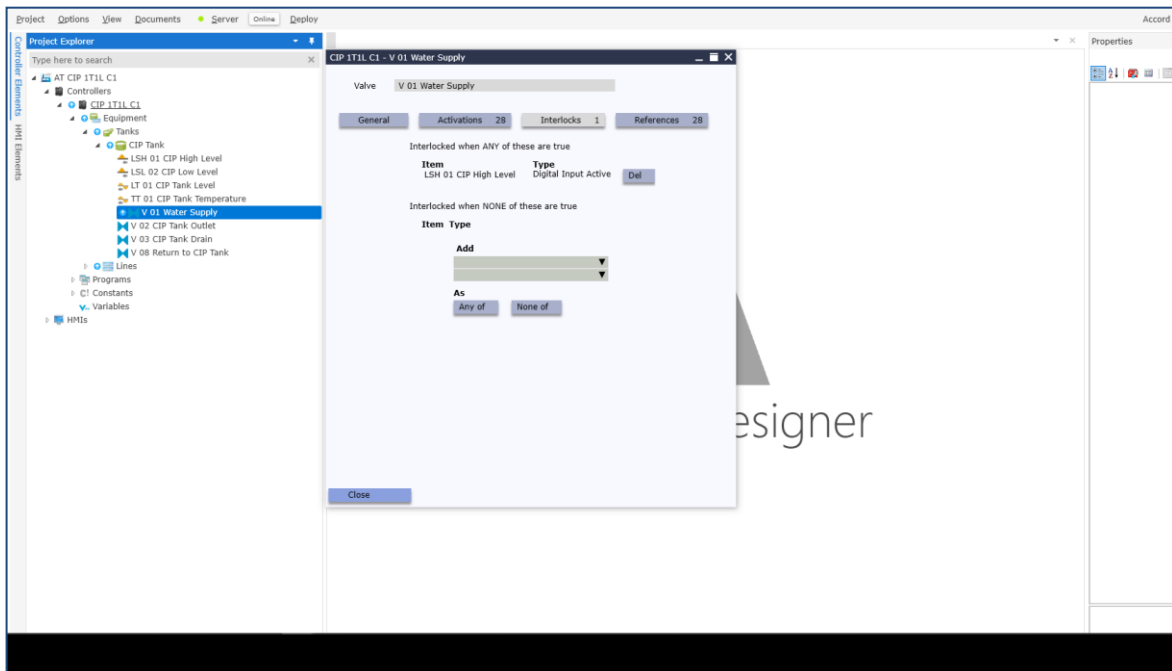 Project Options View Documents Server Online Deploy Accord
Project Explorer
Type here to search
AT CIP 1T1L C1
Controllers
CIP 1T1L C1
Equipment
Tanks
CIP Tank
LSH 01 CIP High Level
LSL 02 CIP Low Level
LT 01 CIP Tank Level
TT 01 CIP Tank Temperature
V 01 Water Supply
V 02 CIP Tank Outlet
V 03 CIP Tank Drain
V 08 Return to CIP Tank
Lines
Programs
C! Constants
V.. Variables
HMIs
Controller Elements
HMI Elements
CIP 1T1L C1 - V 01 Water Supply
Valve V 01 Water Supply
General Activations 28 Interlocks 1 References 28
Interlocked when ANY of these are true
Item Type
LSH 01 CIP High Level Digital Input Active Del
Interlocked when NONE of these are true
Item Type
Add
As
Any of None of
Close
esigner
Properties